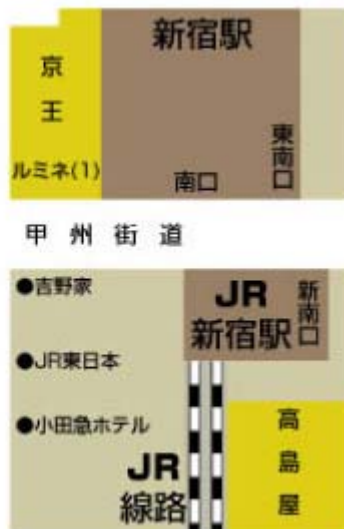 新宿駅
京王
ルミネ(1)
南口
東南口
甲州街道
●吉野家
JR
新宿駅
新南口
●JR東日本
●小田急ホテル
高島屋
JR
線路